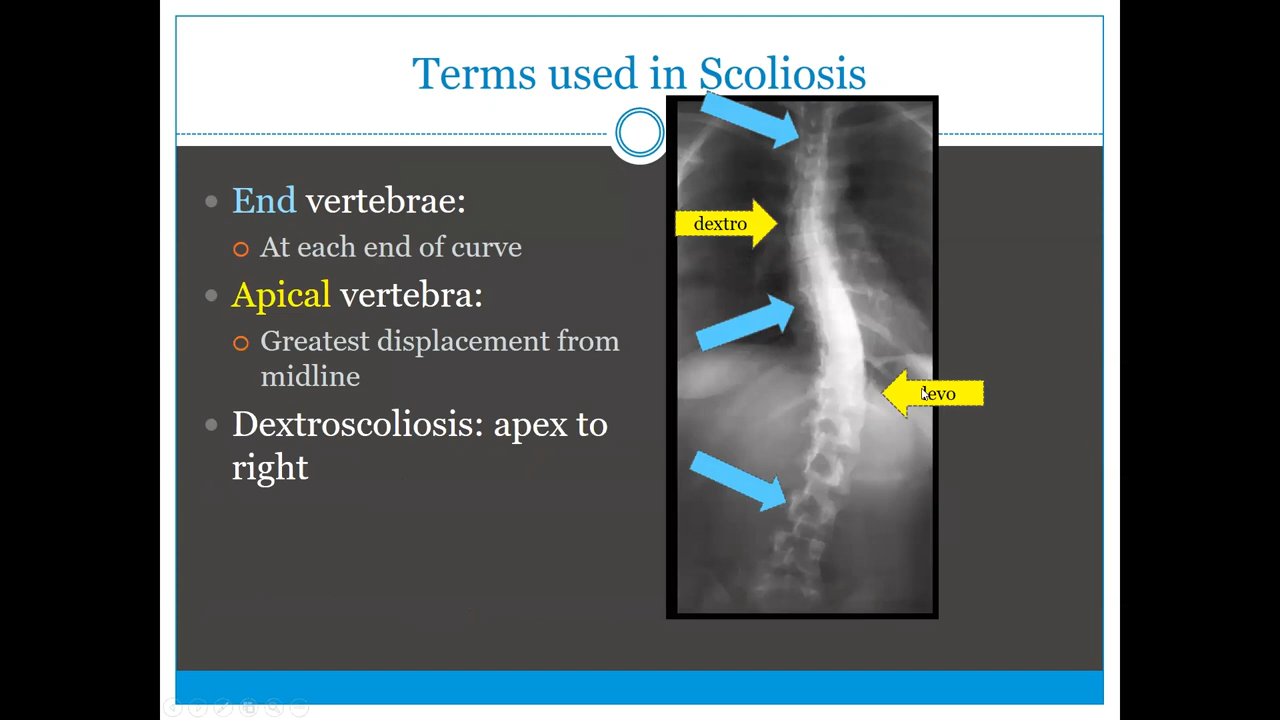 Terms used in Scoliosis
End vertebrae:
At each end of curve
Apical vertebra:
Greatest displacement from
midline
Dextroscoliosis: apex to
right
dextro
levo